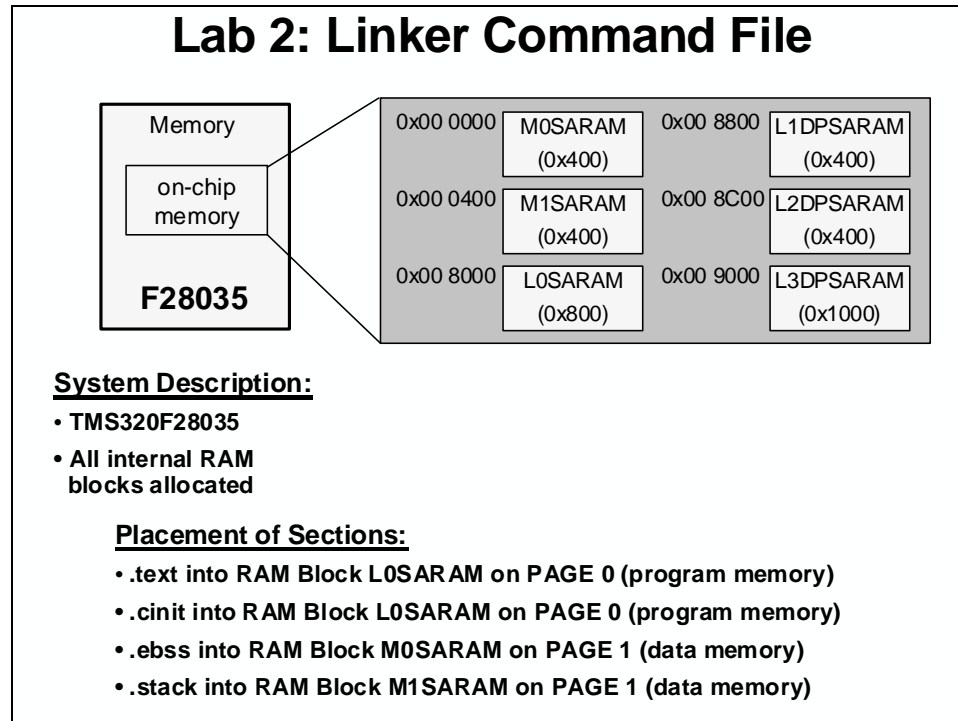 Lab 2: Linker Command File
Memory
on-chip
memory
F28035
0x00 0000
M0SARAM
(0x400)
0x00 8800
L1DPSARAM
(0x400)
0x00 0400
M1SARAM
(0x400)
0x00 8C00
L2DPSARAM
(0x400)
0x00 8000
L0SARAM
(0x800)
0x00 9000
L3DPSARAM
(0x1000)
System Description:
• TMS320F28035
• All internal RAM
blocks allocated
Placement of Sections:
• .text into RAM Block L0SARAM on PAGE 0 (program memory)
• .cinit into RAM Block L0SARAM on PAGE 0 (program memory)
• .ebss into RAM Block M0SARAM on PAGE 1 (data memory)
• .stack into RAM Block M1SARAM on PAGE 1 (data memory)